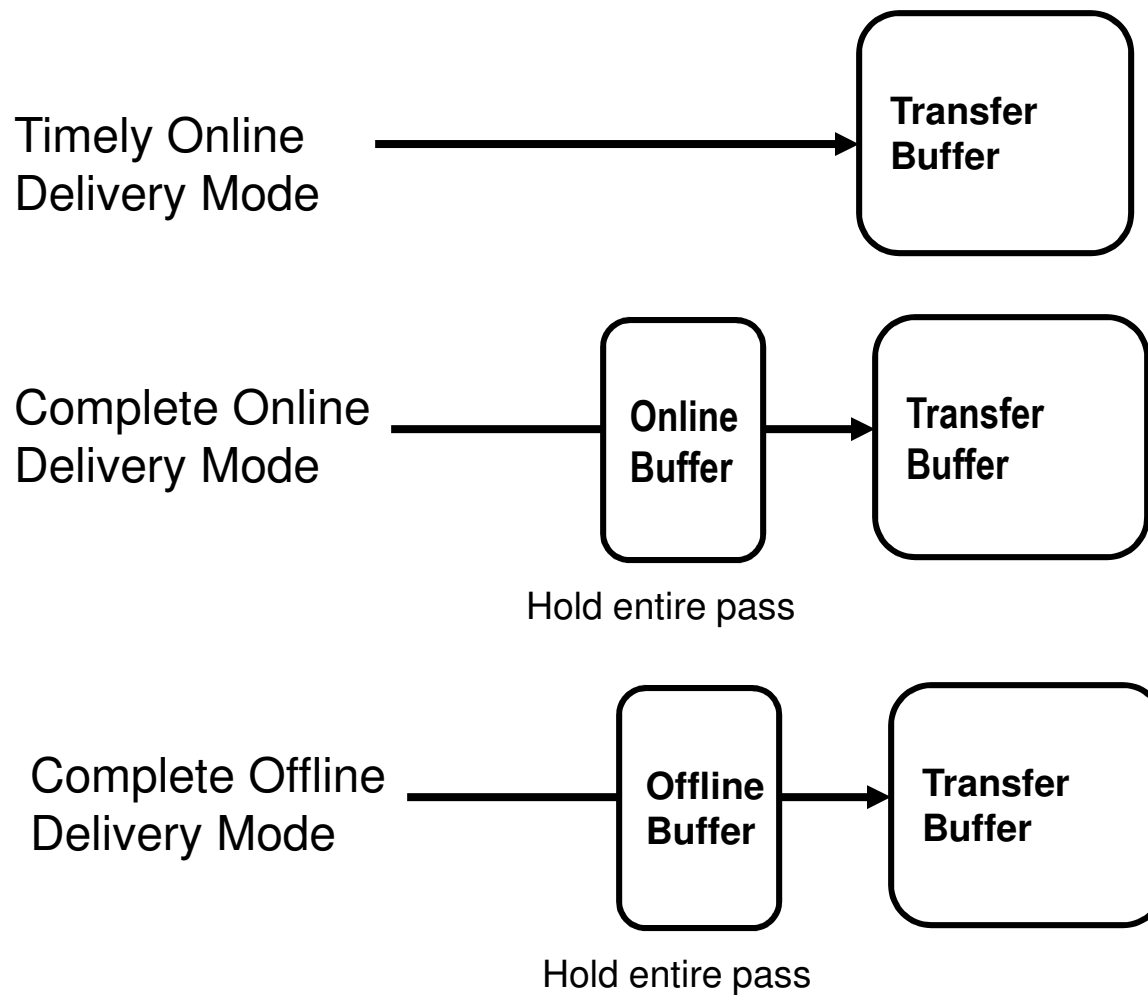 Timely Online
Delivery Mode
Transfer
Buffer
Complete Online
Delivery Mode
Online
Buffer
Transfer
Buffer
Hold entire pass
Complete Offline
Delivery Mode
Offline
Buffer
Transfer
Buffer
Hold entire pass